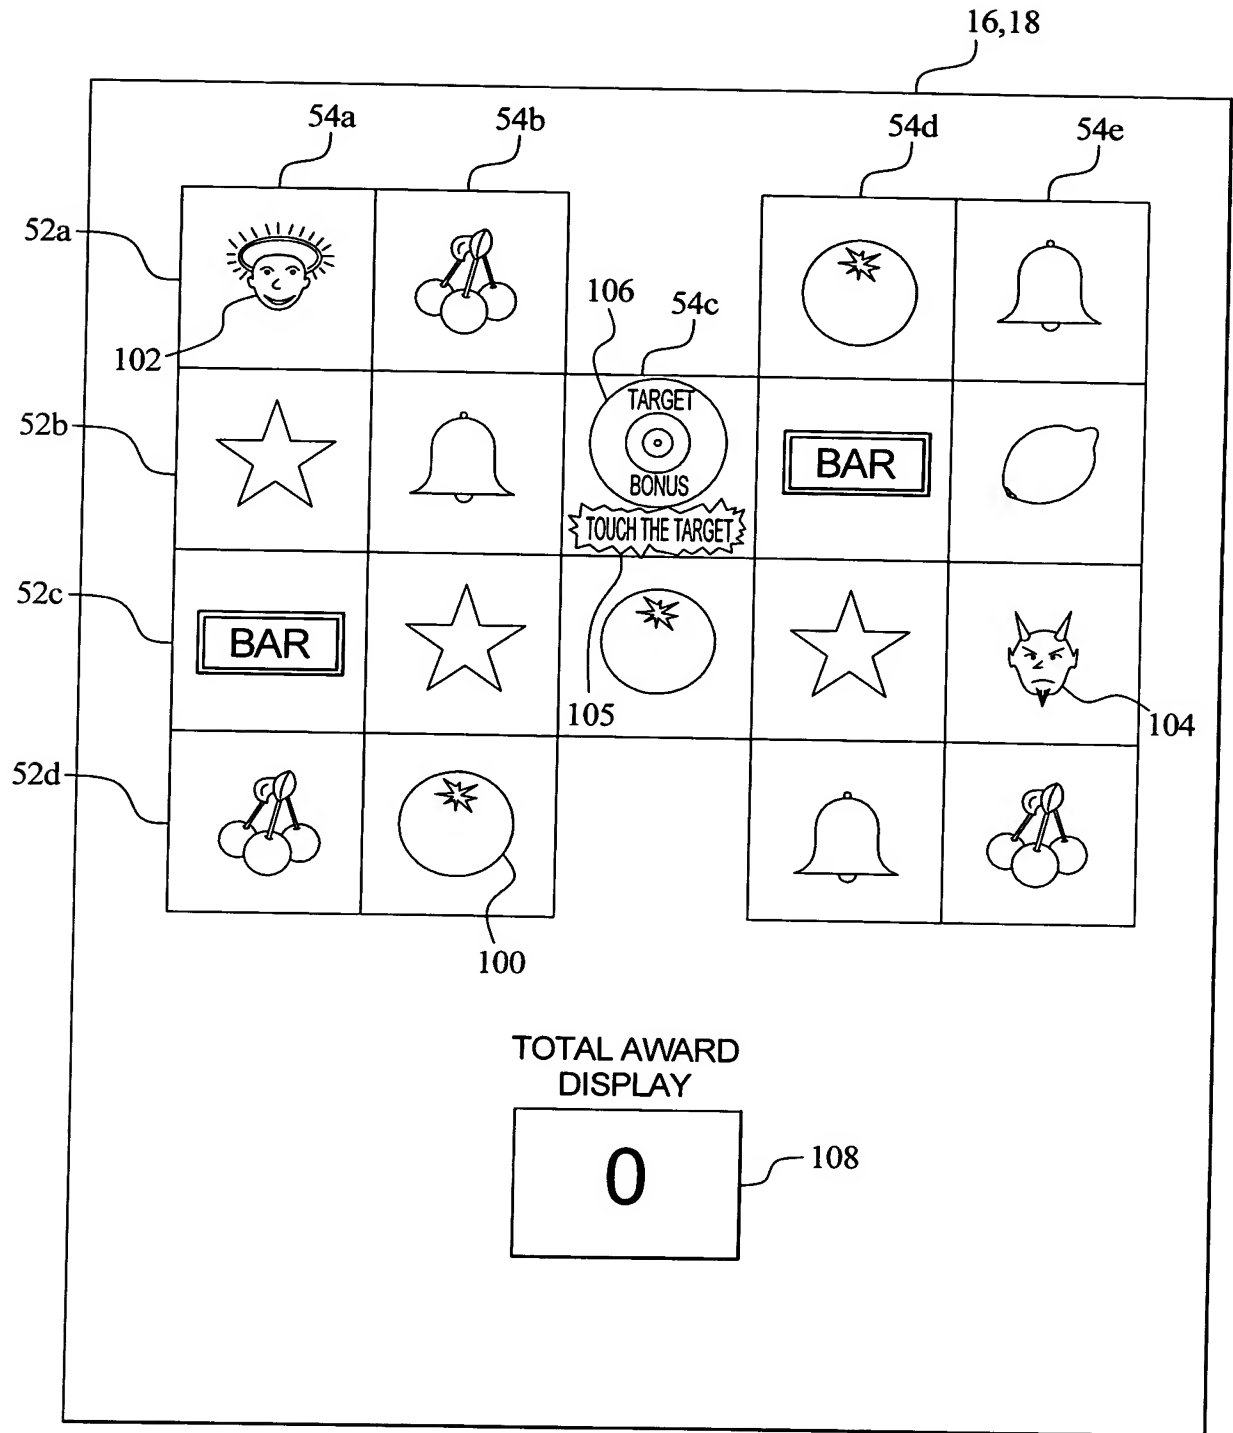 16,18
54a
54b
54d
54e
52a
102
106
54c
TARGET
BONUS
52b
BAR
TOUCH THE TARGET
52c
BAR
105
104
52d
100
TOTAL AWARD
DISPLAY
0
108